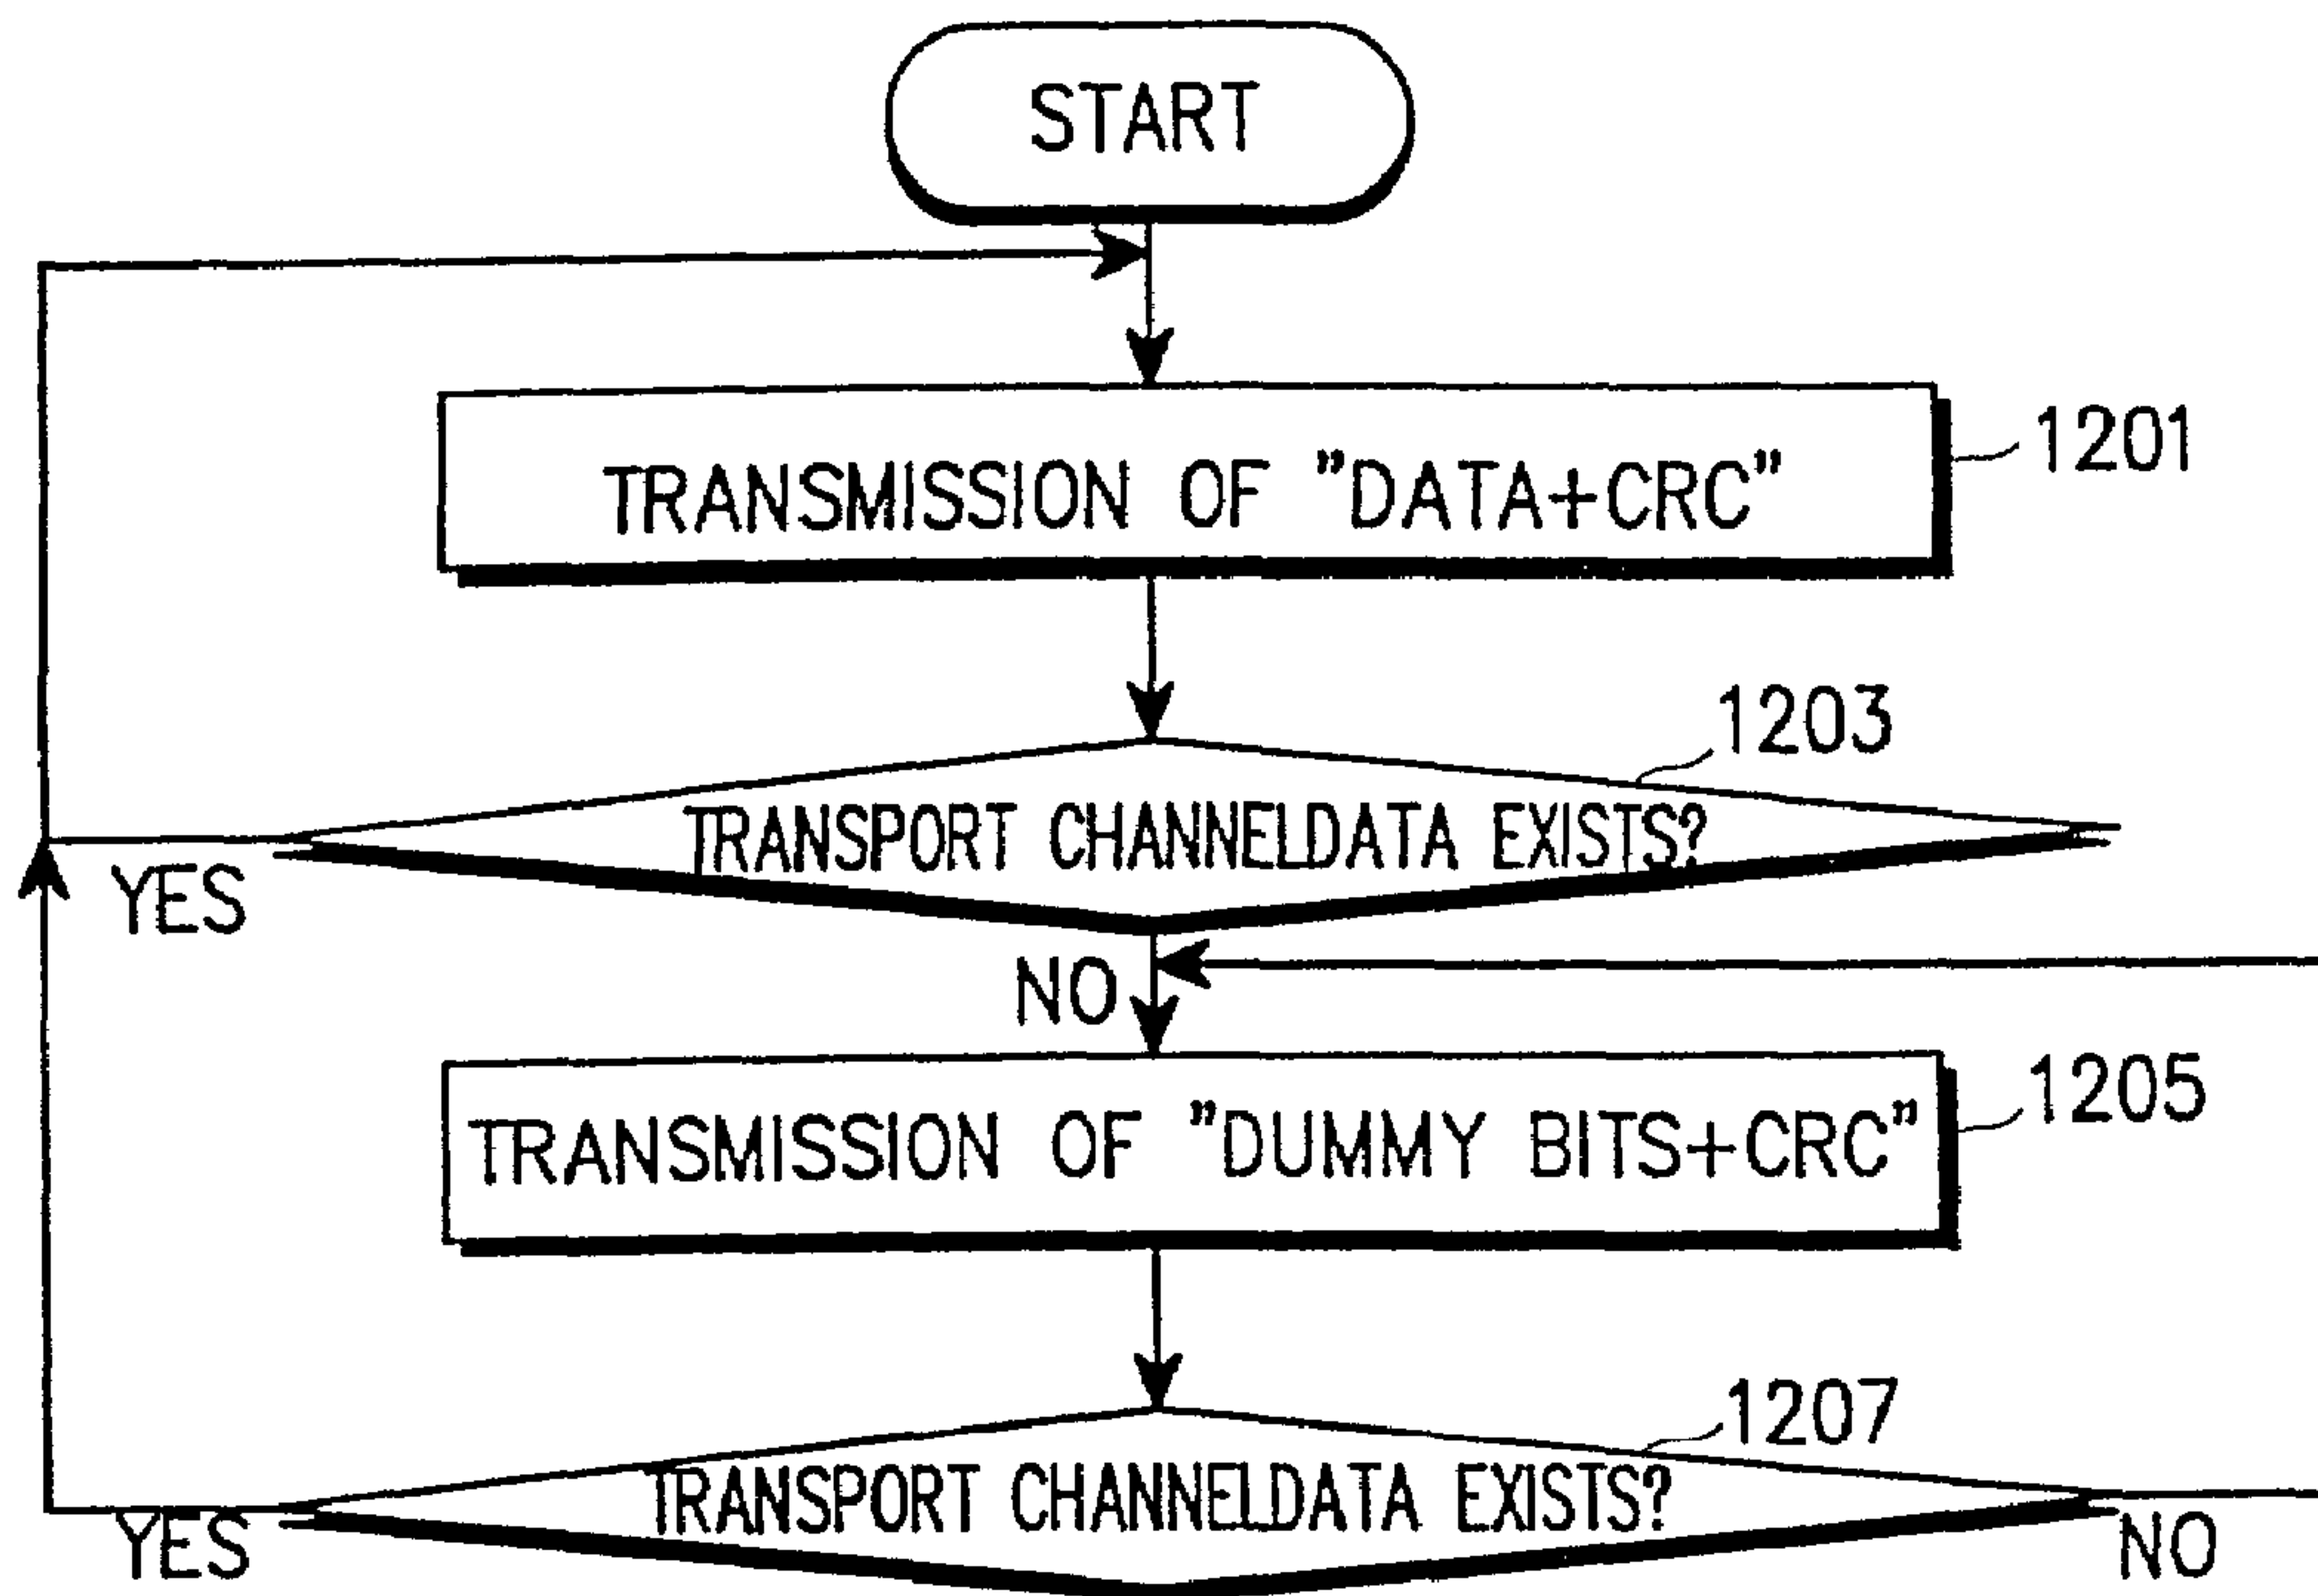 START
TRANSMISSION OF "DATA+CRC"
1201
1203
TRANSPORT CHANNELDATA EXISTS?
YES
NO
1205
TRANSMISSION OF "DUMMY BITS+CRC"
1207
TRANSPORT CHANNELDATA EXISTS?
YES
NO